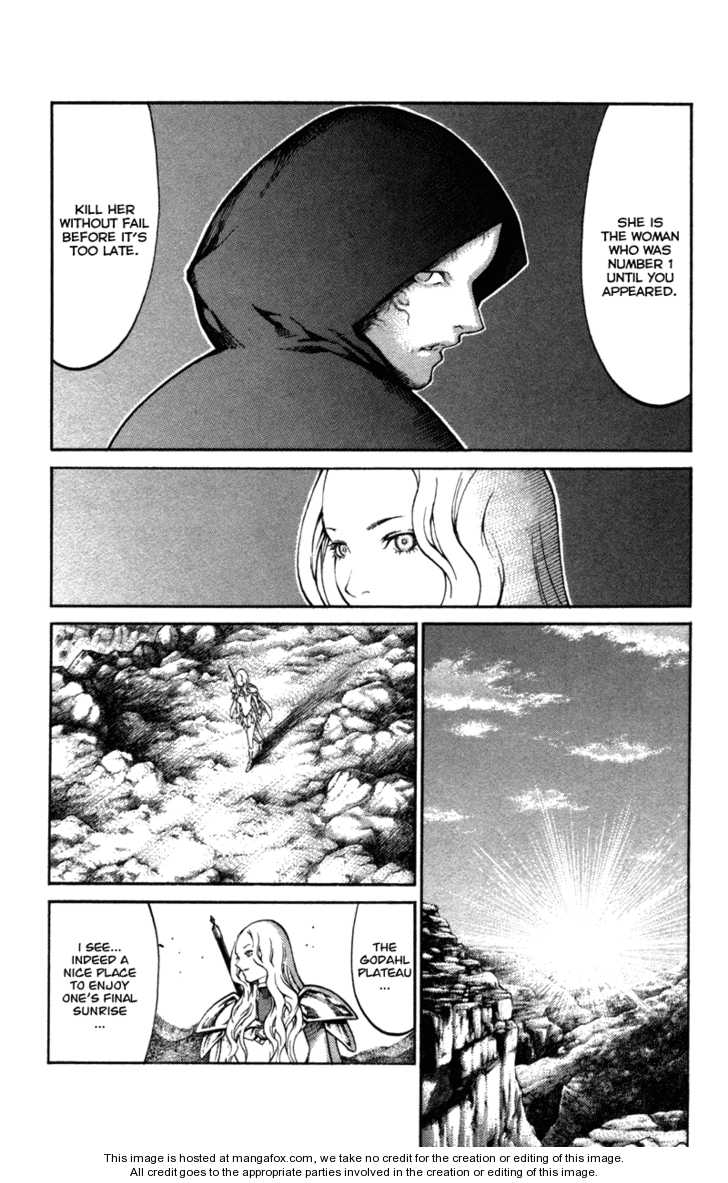 SHE IS
THE WOMAN
WHO WAS
NUMBER 1
UNTIL YOU
APPEARED.
KILL HER
WITHOUT FAIL
BEFORE IT'S
TOO LATE.
THE
GODAHL
PLATEAU
...
I SEE...
INDEED A
NICE PLACE
TO ENJOY
ONE'S FINAL
SUNRISE
...
This image is hosted at mangafox.com, we take no credit for the creation or editing of this image.
All credit goes to the appropriate parties involved in the creation or editing of this image.